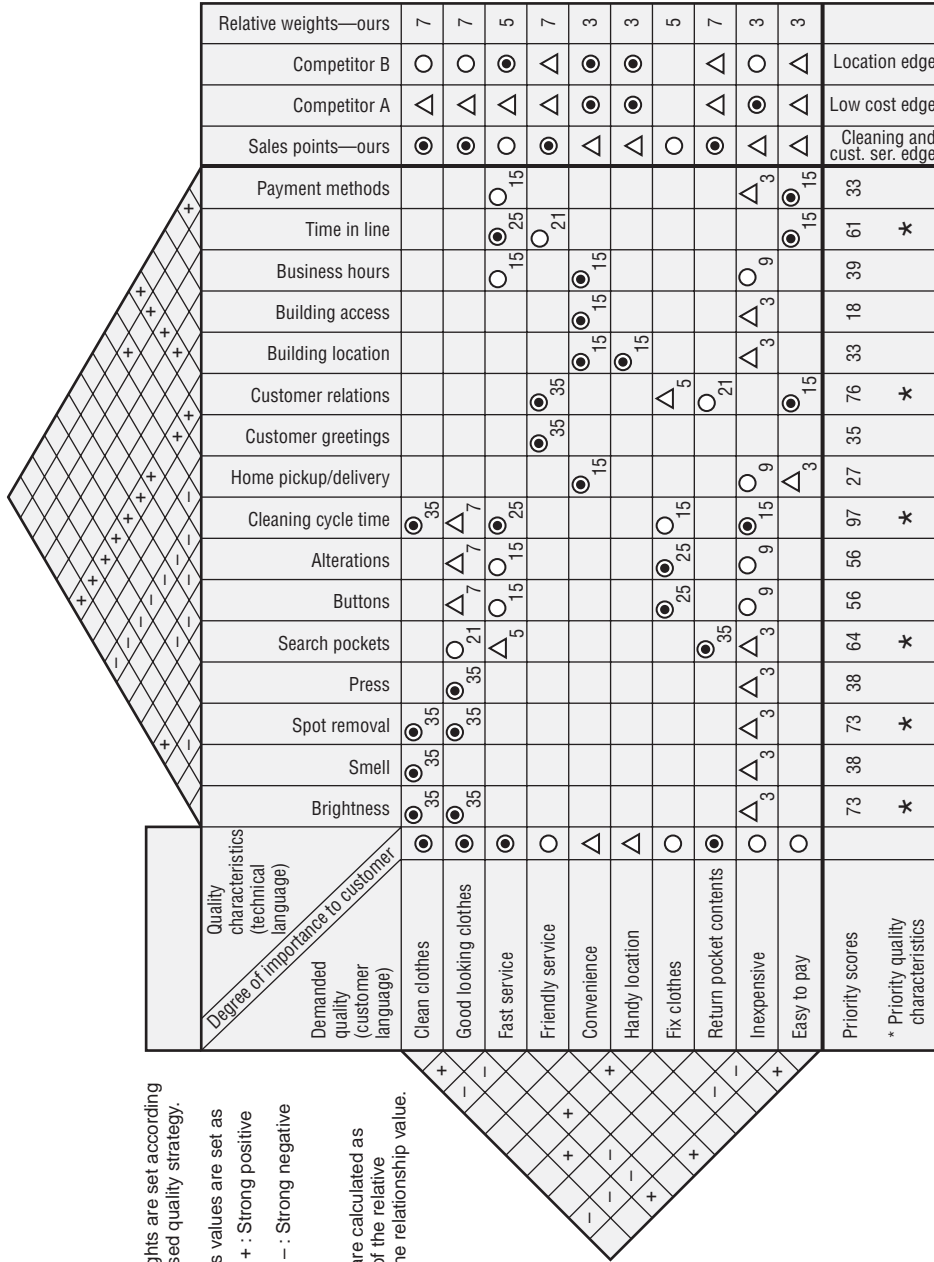 ghts are set according
sed quality strategy.
s values are set as
+ : Strong positive
– : Strong negative
are calculated as
of the relative
he relationship value.
Quality
characteristics
(technical
language)
Degree of importance to customer
Demanded
quality
(customer
language)
Brightness
Smell
Spot removal
Press
Search pockets
Buttons
Alterations
Cleaning cycle time
Home pickup/delivery
Customer greetings
Customer relations
Building location
Building access
Business hours
Time in line
Payment methods
Sales points—ours
Competitor A
Competitor B
Relative weights—ours
Clean clothes 35 35 35 35 7
Good looking clothes 35 35 35 21 7 7 7 7
Fast service 5 15 15 25 15 25 15 5
Friendly service 35 35 21 7
Convenience 15 15 15 15 3
Handy location 15 3
Fix clothes 25 25 15 5 5
Return pocket contents 35 21 7
Inexpensive 3 3 3 3 3 9 9 15 9 3 3 9 3 3
Easy to pay 3 15 15 15 3
Priority scores 73 38 73 38 64 56 56 97 27 35 76 33 18 39 61 33
Cleaning and
cust. ser. edge
Low cost edge
Location edge
* Priority quality
characteristics
* * * * * *